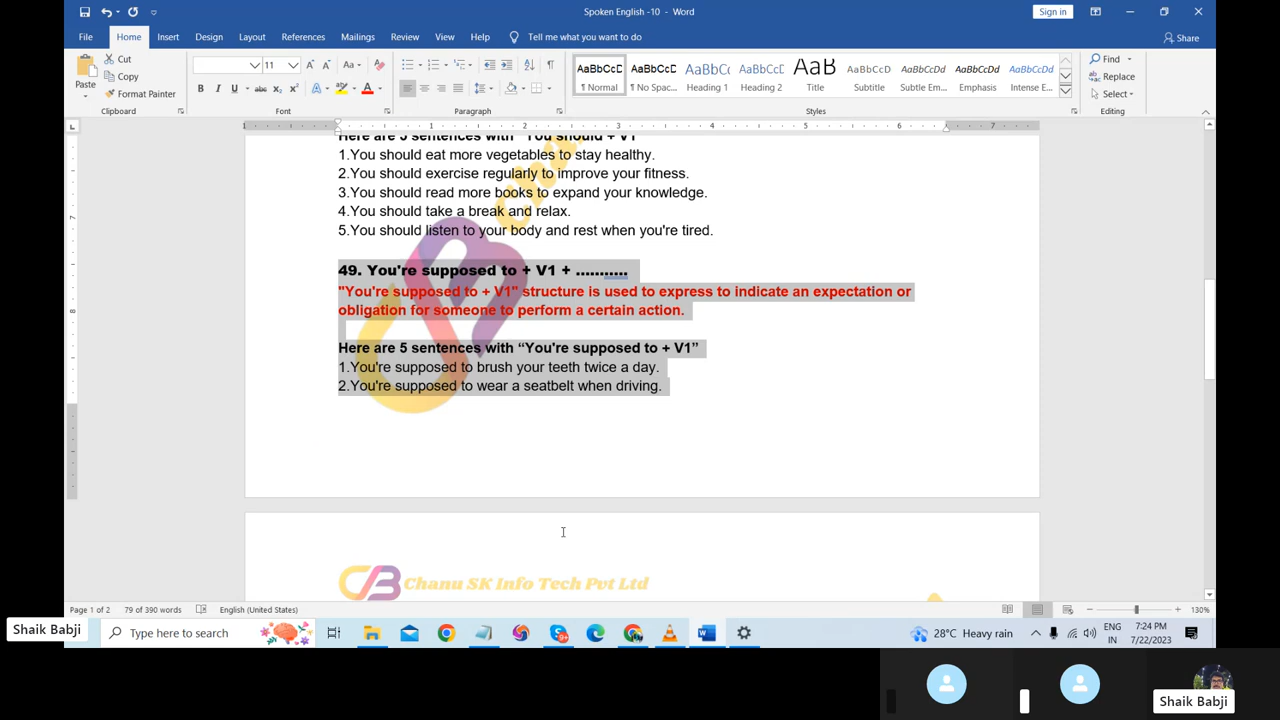 Spoken English -10 - Word
Sign in
File Home Insert Design Layout References Mailings Review View Help Tell me what you want to do
Share
Paste
Cut
Copy
Format Painter
Clipboard
11
Font
Paragraph
AaBbCcD AaBbCcD AaBbCc AaBbCcD AaB AaBbCcD AaBbCcDd AaBbCcDd AaBbCcDd
¶ Normal ¶ No Spac... Heading 1 Heading 2 Title Subtitle Subtle Em... Emphasis Intense E...
Styles
Find
Replace
Select
Editing
Here are 5 sentences with "You should + V1"
1.You should eat more vegetables to stay healthy.
2.You should exercise regularly to improve your fitness.
3.You should read more books to expand your knowledge.
4.You should take a break and relax.
5.You should listen to your body and rest when you're tired.
49. You're supposed to + V1 + ...........
"You're supposed to + V1" structure is used to express to indicate an expectation or
obligation for someone to perform a certain action.
Here are 5 sentences with “You're supposed to + V1”
1.You're supposed to brush your teeth twice a day.
2.You're supposed to wear a seatbelt when driving.
Chanu SK Info Tech Pvt Ltd
Page 1 of 2 79 of 390 words English (United States) 130%
Shaik Babji
Type here to search
28°C Heavy rain
ENG
IN
7:24 PM
7/22/2023
Shaik Babji